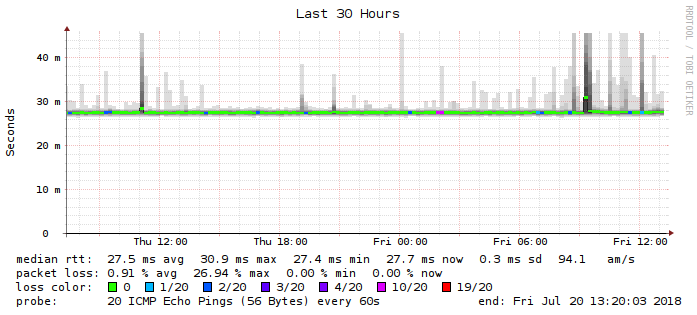 Last 30 Hours
RRDTOOL / TOBI OETIKER
Seconds
40 m
30 m
20 m
10 m
0
Thu 12:00 Thu 18:00 Fri 00:00 Fri 06:00 Fri 12:00
median rtt: 27.5 ms avg 30.9 ms max 27.4 ms min 27.7 ms now 0.3 ms sd 94.1 am/s
packet loss: 0.91 % avg 26.94 % max 0.00 % min 0.00 % now
loss color: 0 1/20 2/20 3/20 4/20 10/20 19/20
probe: 20 ICMP Echo Pings (56 Bytes) every 60s end: Fri Jul 20 13:20:03 2018